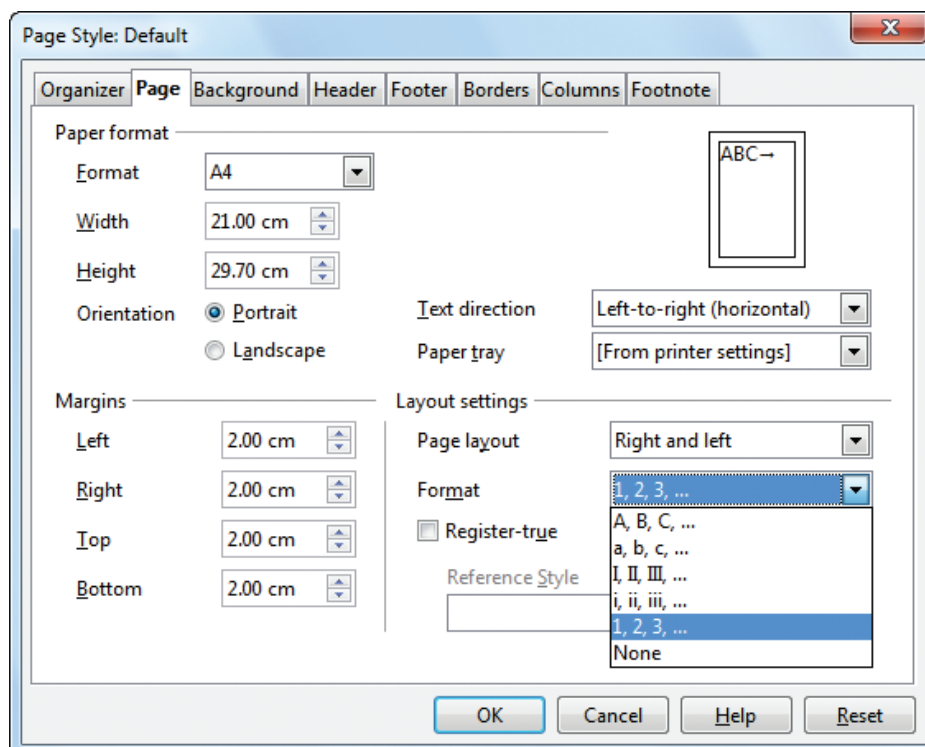 Page Style: Default
Organizer Page Background Header Footer Borders Columns Footnote
Paper format
ABC→
Format A4
Width 21.00 cm
Height 29.70 cm
Orientation Portrait
Landscape
Text direction Left-to-right (horizontal)
Paper tray [From printer settings]
Margins
Left 2.00 cm
Right 2.00 cm
Top 2.00 cm
Bottom 2.00 cm
Layout settings
Page layout Right and left
Format 1, 2, 3, ...
A, B, C, ...
a, b, c, ...
I, II, III, ...
i, ii, iii, ...
1, 2, 3, ...
None
Register-true
Reference Style
OK Cancel Help Reset